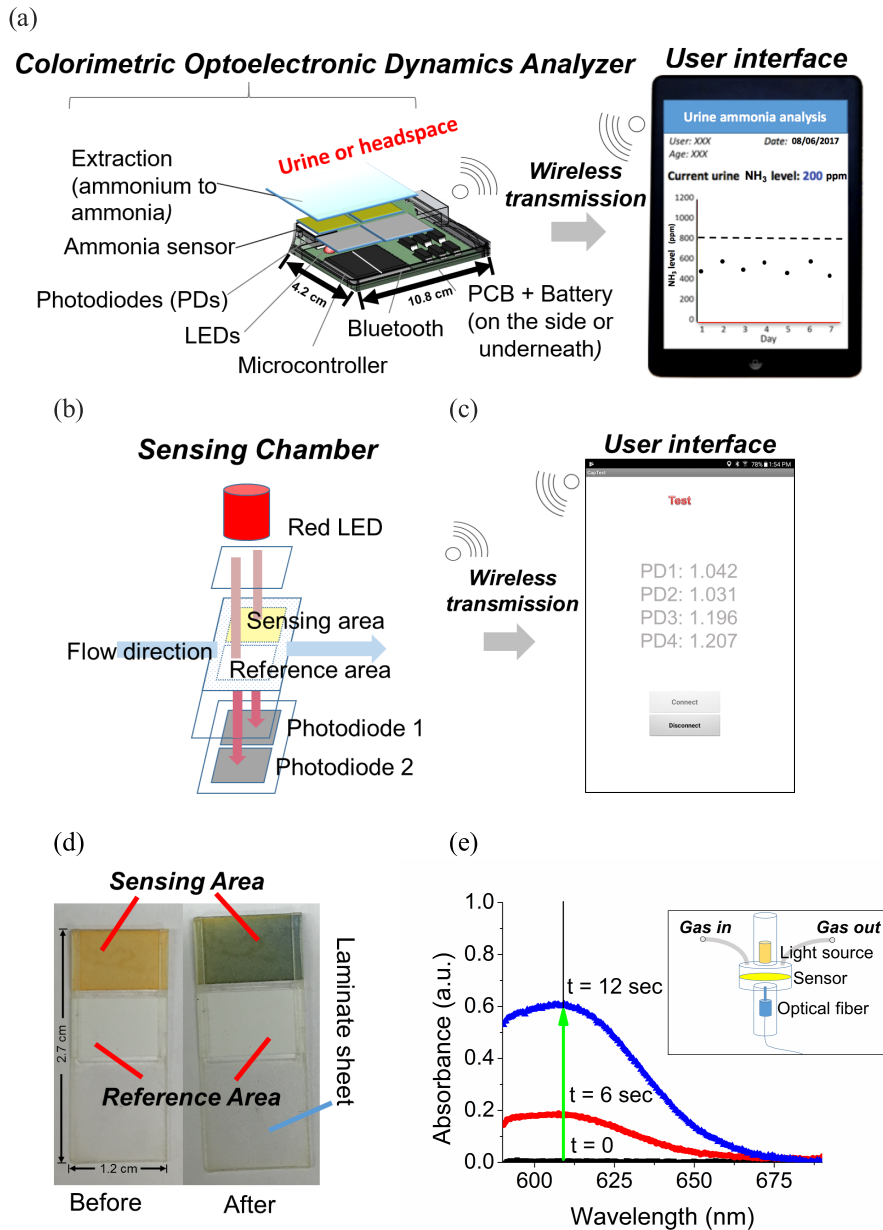 (a)
Colorimetric Optoelectronic Dynamics Analyzer
User interface
Urine or headspace
Extraction
(ammonium to
ammonia)
Ammonia sensor
Photodiodes (PDs)
LEDs
Microcontroller
Bluetooth
PCB + Battery
(on the side or
underneath)
4.2 cm
10.8 cm
Wireless
transmission
Urine ammonia analysis
User: XXX
Date: 08/06/2017
Age: XXX
Current urine NH3 level: 200 ppm
NH3 level (ppm)
1200
1000
800
600
400
200
0
1 2 3 4 5 6 7
Day
(b)
Sensing Chamber
Red LED
Sensing area
Flow direction
Reference area
Photodiode 1
Photodiode 2
(c)
User interface
Wireless
transmission
78% 1:54 PM
CapTest
Test
PD1: 1.042
PD2: 1.031
PD3: 1.196
PD4: 1.207
Connect
Disconnect
(d)
Sensing Area
Reference Area
Laminate sheet
2.7 cm
1.2 cm
Before
After
(e)
Absorbance (a.u.)
1.0
0.8
0.6
0.4
0.2
0.0
t = 12 sec
t = 6 sec
t = 0
600 625 650 675
Wavelength (nm)
Gas in
Gas out
Light source
Sensor
Optical fiber